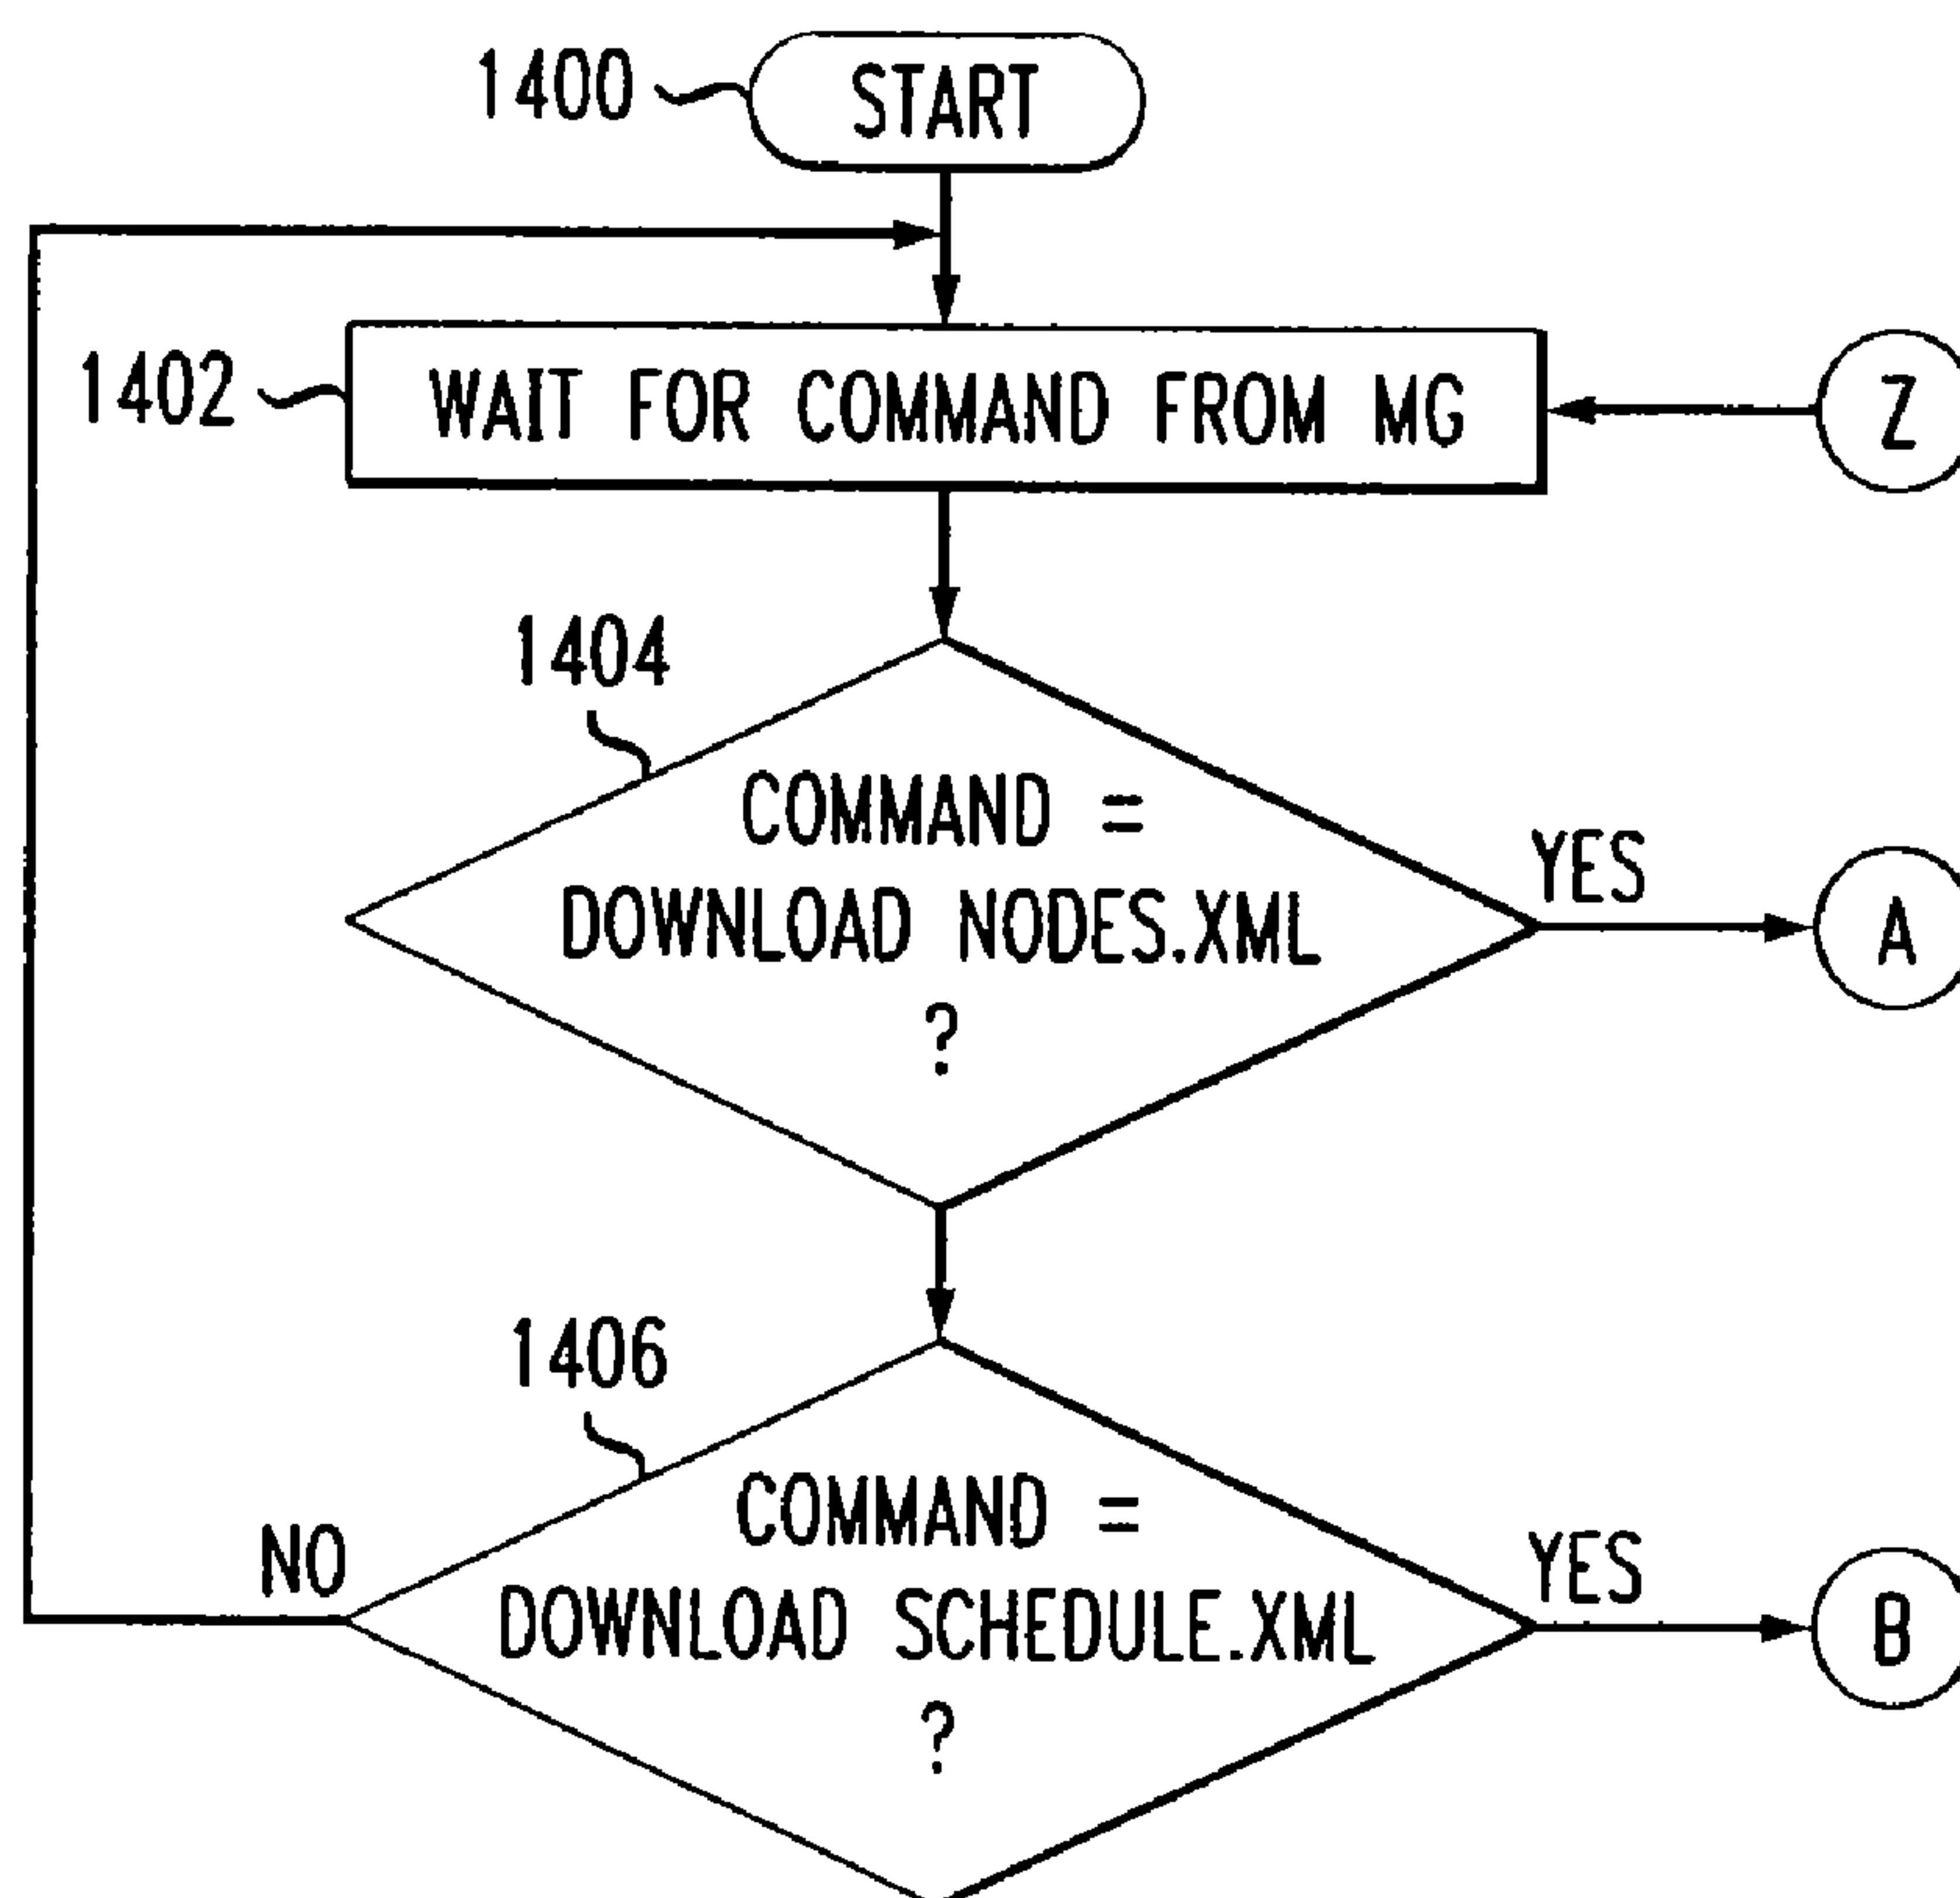 1400
START
1402
WAIT FOR COMMAND FROM MG
Z
1404
COMMAND =
DOWNLOAD NODES.XML
?
YES
A
1406
COMMAND =
DOWNLOAD SCHEDULE.XML
?
NO
YES
B